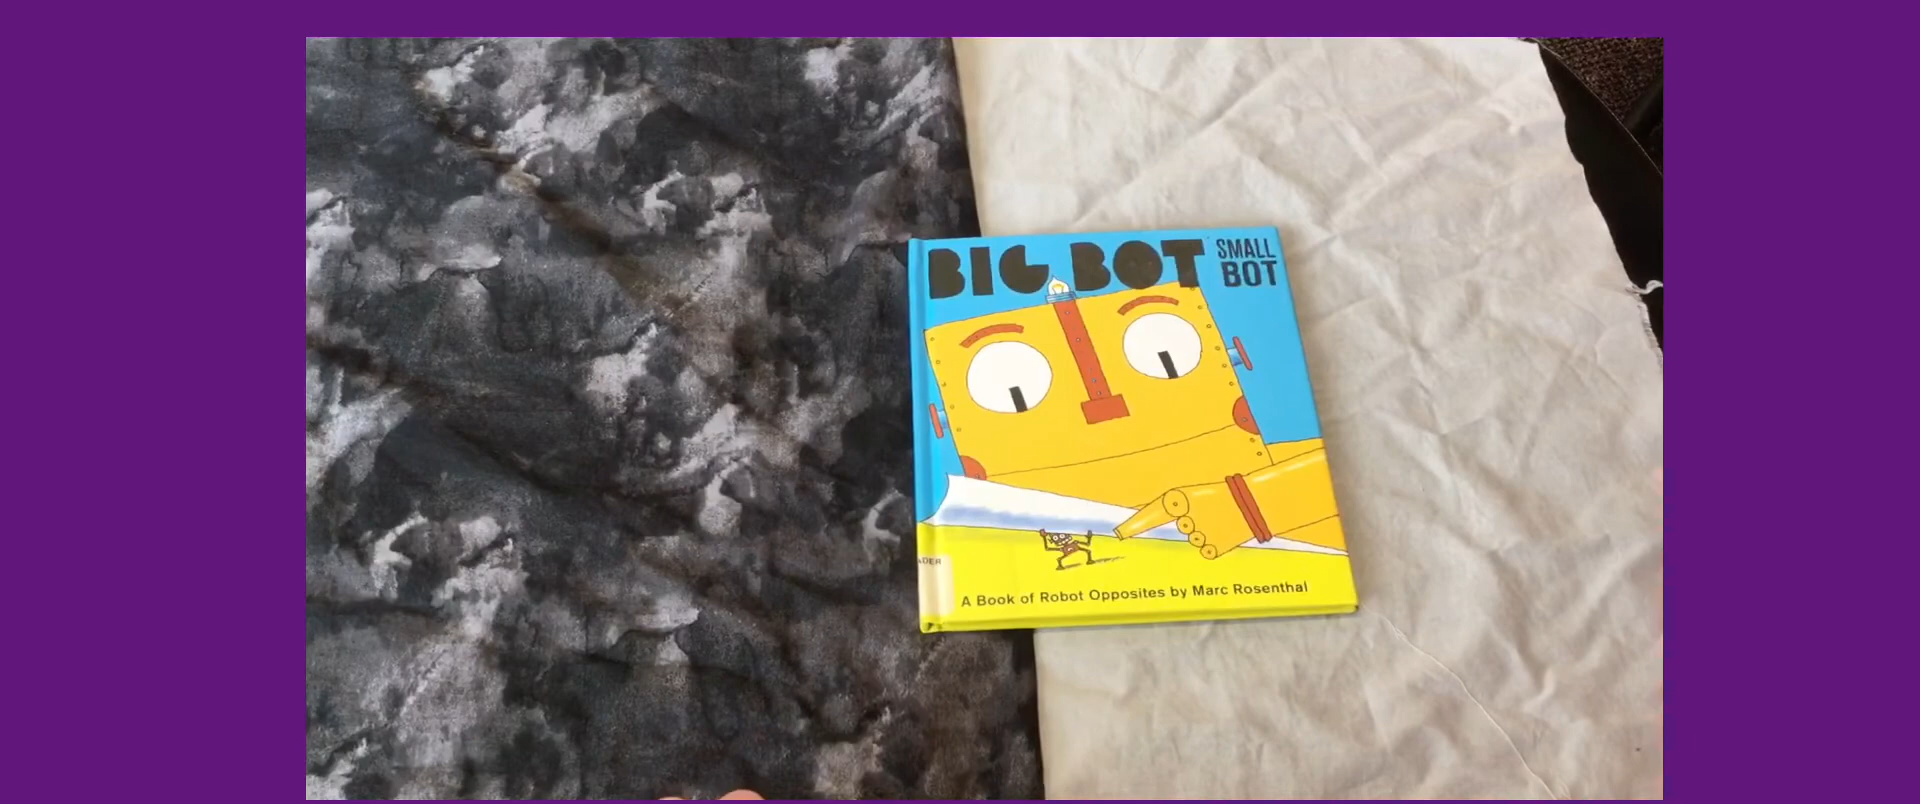 BIG BOT
SMALL
BOT
A Book of Robot Opposites by Marc Rosenthal